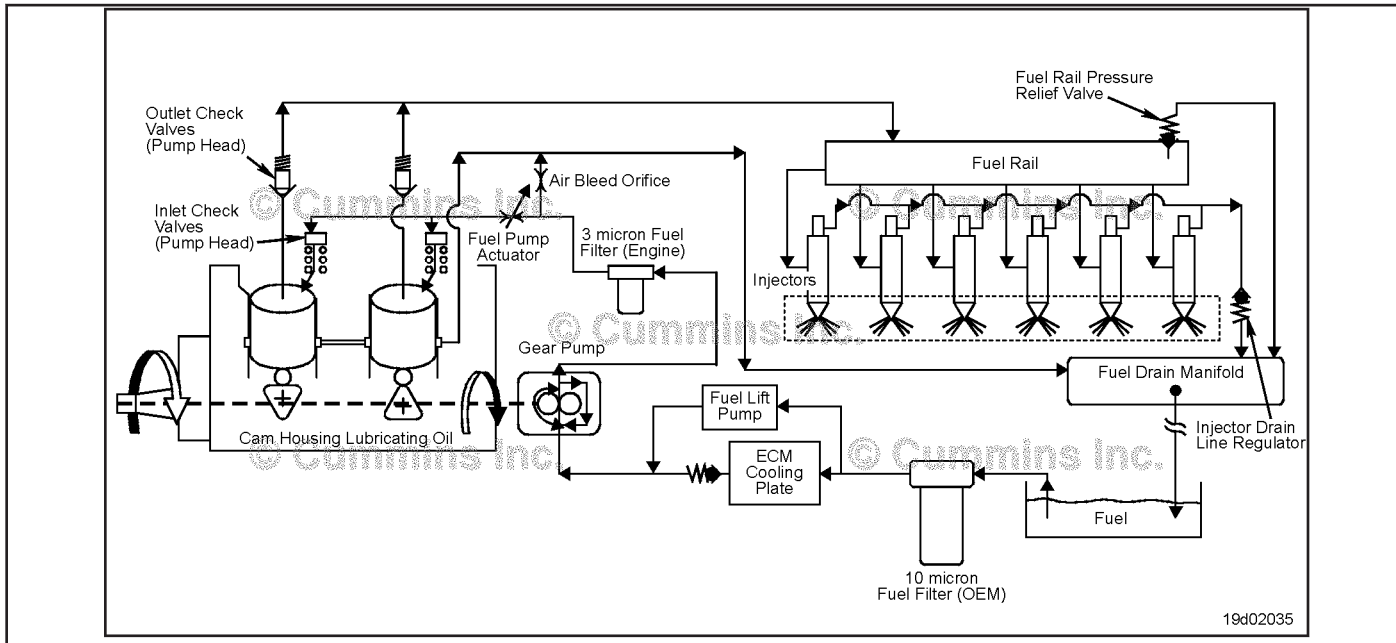 Fuel Rail Pressure
Relief Valve
Outlet Check
Valves
(Pump Head)
Fuel Rail
Air Bleed Orifice
© Cummins Inc.
© Cummins Inc.
Inlet Check
Valves
(Pump Head)
Fuel Pump
Actuator
3 micron Fuel
Filter (Engine)
Injectors
© Cummins Inc.
Gear Pump
Fuel Drain Manifold
Fuel Lift
Pump
Injector Drain
Line Regulator
Cam Housing Lubricating Oil
© Cummins Inc.
© Cummins Inc.
ECM
Cooling
Plate
Fuel
10 micron
Fuel Filter (OEM)
19d02035